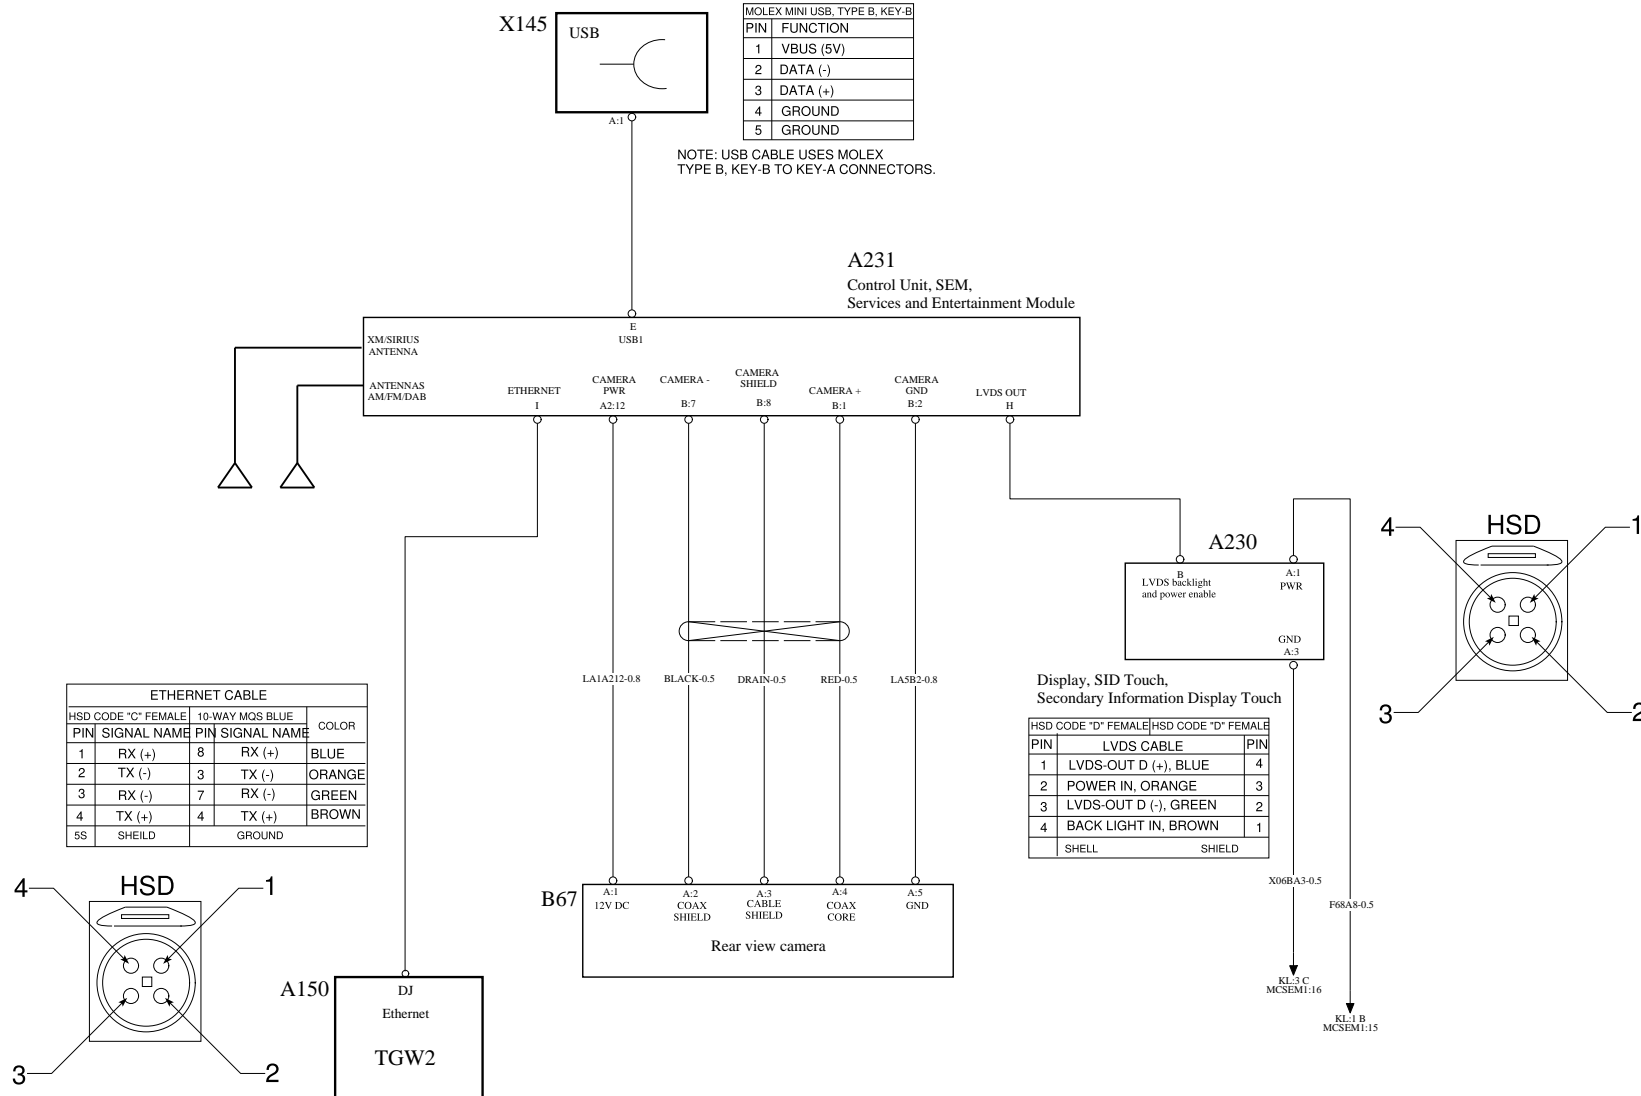 X145
USB
A:1
MOLEX MINI USB, TYPE B, KEY-B
PIN FUNCTION
1 VBUS (5V)
2 DATA (-)
3 DATA (+)
4 GROUND
5 GROUND
NOTE: USB CABLE USES MOLEX
TYPE B, KEY-B TO KEY-A CONNECTORS.
A231
Control Unit, SEM,
Services and Entertainment Module
E
USB1
XM/SIRIUS
ANTENNA
ANTENNAS
AM/FM/DAB
ETHERNET
I
CAMERA
PWR
A2:12
CAMERA -
B:7
CAMERA
SHIELD
B:8
CAMERA +
B:1
CAMERA
GND
B:2
LVDS OUT
H
A230
B
LVDS backlight
and power enable
A:1
PWR
GND
A:3
HSD
4
1
3
2
LA1A212-0.8
BLACK-0.5
DRAIN-0.5
RED-0.5
LA5B2-0.8
Display, SID Touch,
Secondary Information Display Touch
HSD CODE "D" FEMALE HSD CODE "D" FEMALE
PIN LVDS CABLE PIN
1 LVDS-OUT D (+), BLUE 4
2 POWER IN, ORANGE 3
3 LVDS-OUT D (-), GREEN 2
4 BACK LIGHT IN, BROWN 1
SHELL SHIELD
ETHERNET CABLE
HSD CODE "C" FEMALE 10-WAY MQS BLUE COLOR
PIN SIGNAL NAME PIN SIGNAL NAME
1 RX (+) 8 RX (+) BLUE
2 TX (-) 3 TX (-) ORANGE
3 RX (-) 7 RX (-) GREEN
4 TX (+) 4 TX (+) BROWN
5S SHEILD GROUND
X06BA3-0.5
F68A8-0.5
HSD
4
1
3
2
B67
A:1
12V DC
A:2
COAX
SHIELD
A:3
CABLE
SHIELD
A:4
COAX
CORE
A:5
GND
Rear view camera
A150
DJ
Ethernet
TGW2
KL:3 C
MCSEM1:16
KL:1 B
MCSEM1:15